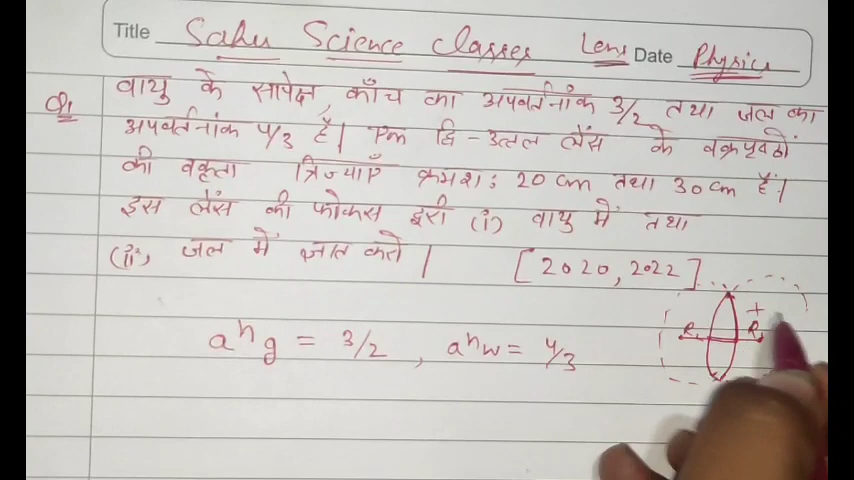 Title Sahu Science Classes Lens Date Physics
Q1 वायु के सापेक्ष, काँच का अपवर्तनांक 3/2 तथा जल का
अपवर्तनांक 4/3 है। द्वि-उत्तल लेंस के वक्रपृष्ठों
की वक्रता त्रिज्याएँ क्रमशः 20 cm तथा 30 cm हैं।
इस लेंस की फोकस दूरी (i) वायु में तथा
(ii) जल में ज्ञात करो। [2020, 2022]
+
R₁
ang = 3/2, anw = 4/3